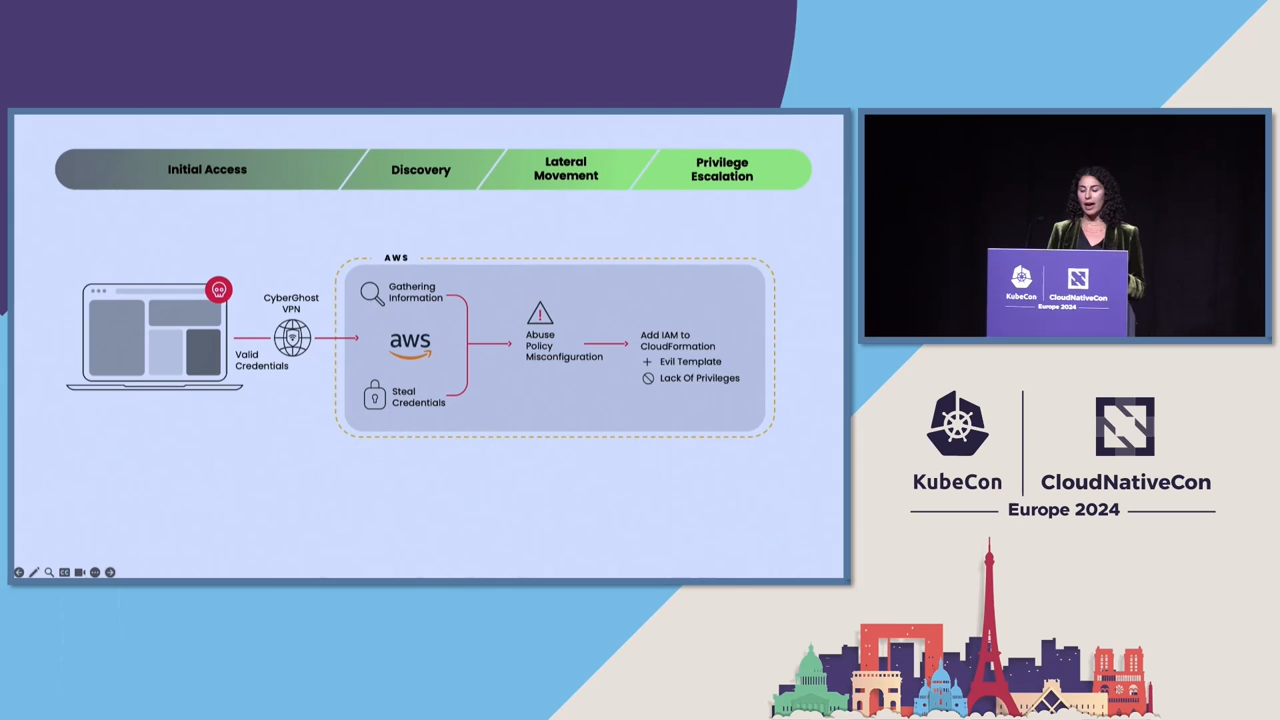 Initial Access
Discovery
Lateral
Movement
Privilege
Escalation
AWS
CyberGhost
VPN
Valid
Credentials
Gathering
Information
aws
Steal
Credentials
Abuse
Policy
Misconfiguration
Add IAM to
CloudFormation
+ Evil Template
Lack Of Privileges
KubeCon
CloudNativeCon
Europe 2024
KubeCon
CloudNativeCon
Europe 2024